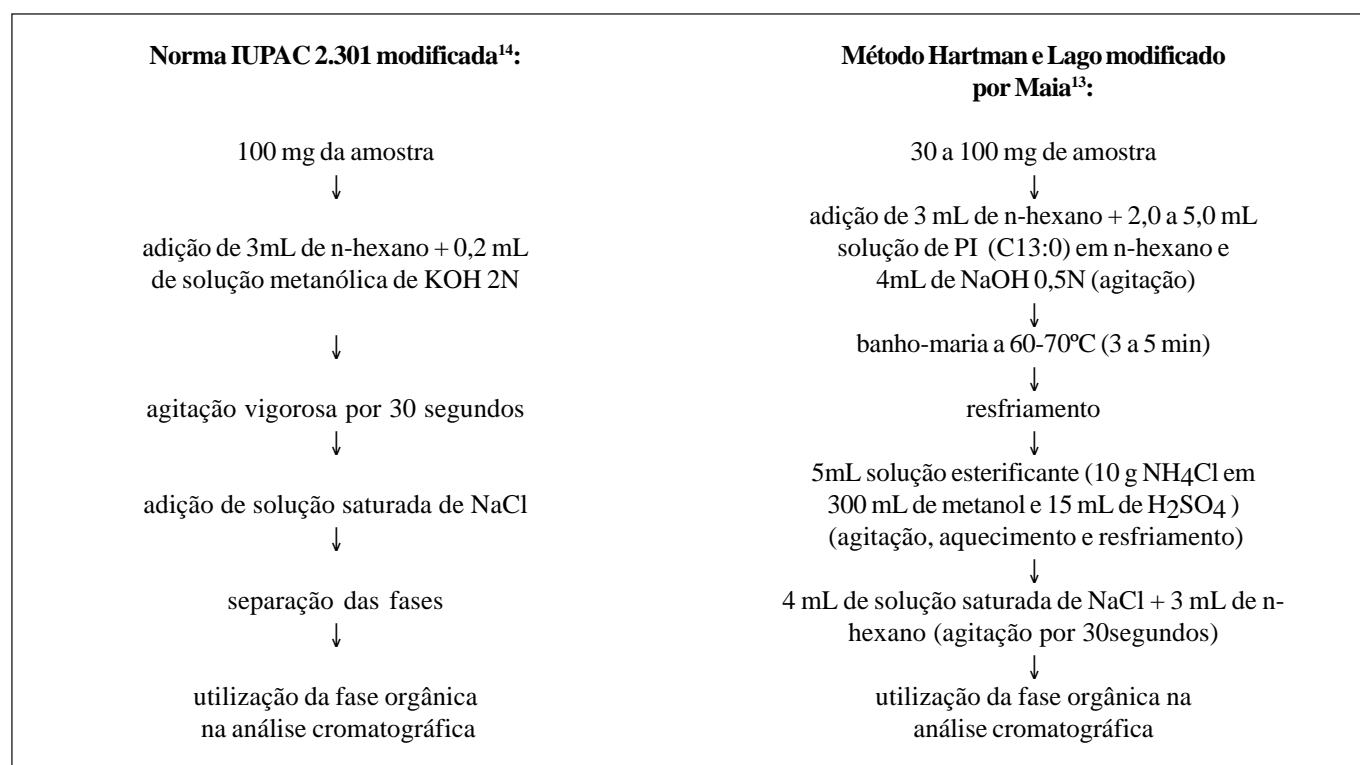 Norma IUPAC 2.301 modificada¹⁴:
100 mg da amostra
↓
adição de 3mL de n-hexano + 0,2 mL
de solução metanólica de KOH 2N
↓
agitação vigorosa por 30 segundos
↓
adição de solução saturada de NaCl
↓
separação das fases
↓
utilização da fase orgânica
na análise cromatográfica
Método Hartman e Lago modificado
por Maia¹³:
30 a 100 mg de amostra
↓
adição de 3 mL de n-hexano + 2,0 a 5,0 mL
solução de PI (C13:0) em n-hexano e
4mL de NaOH 0,5N (agitação)
↓
banho-maria a 60-70ºC (3 a 5 min)
↓
resfriamento
↓
5mL solução esterificante (10 g NH4Cl em
300 mL de metanol e 15 mL de H2SO4 )
(agitação, aquecimento e resfriamento)
↓
4 mL de solução saturada de NaCl + 3 mL de n-
hexano (agitação por 30segundos)
↓
utilização da fase orgânica na
análise cromatográfica